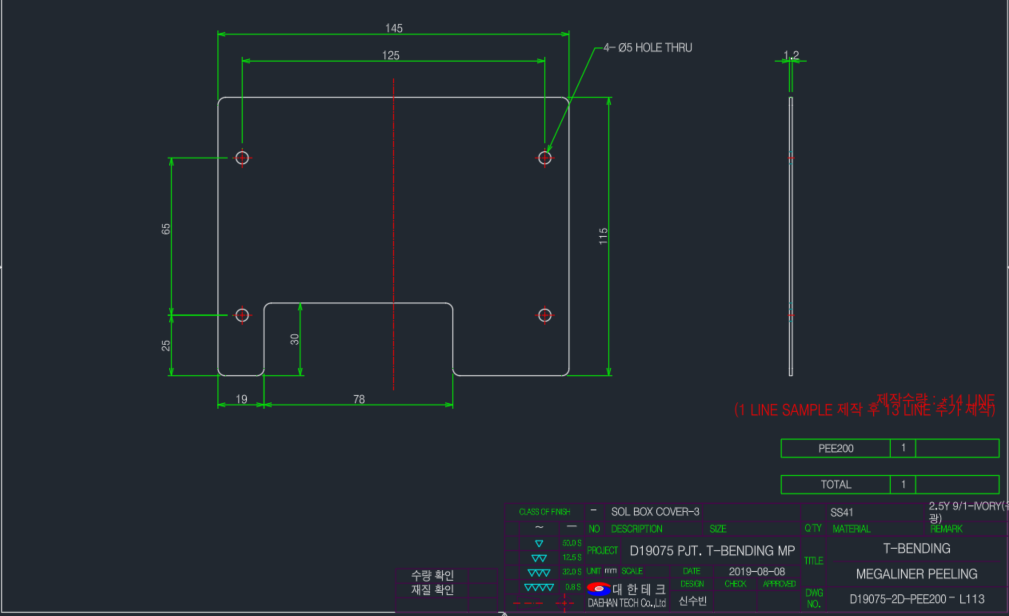 145
125
4- Ø5 HOLE THRU
1.2
65
115
25
30
19
78
제작수량 : *14 LINE
(1 LINE SAMPLE 제작 후 13 LINE 추가 제작)
PEE200 1
TOTAL 1
CLASS OF FINISH
~
50.0 S
12.5 S
0.8 S
- SOL BOX COVER-3 SS41 2.5Y 9/1-IVORY(
광)
NO DESCRIPTION SIZE Q'TY MATERIAL REMARK
PROJECT D19075 PJT. T-BENDING MP
UNIT mm SCALE DATE 2019-08-08
DESIGN CHECK APPROVED
대한테크
DAEHAN TECH Co.,Ltd 신수빈
TITLE T-BENDING
MEGALINER PEELING
DWG NO. D19075-2D-PEE200 - L113
수량 확인
재질 확인